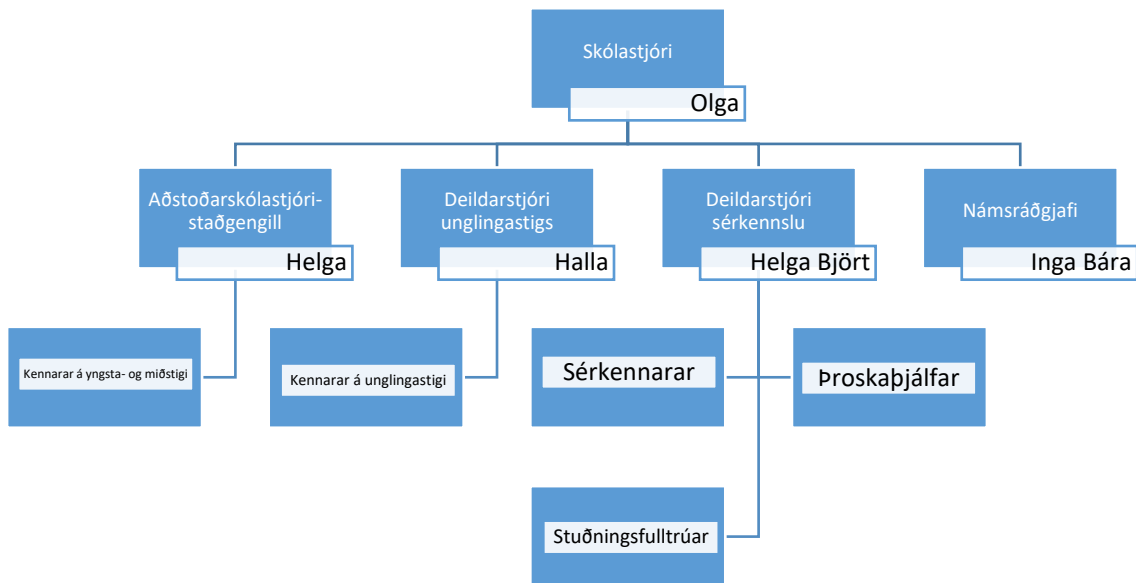 Skólastjóri
Olga
Aðstoðarskólastjóri-
staðgengill
Helga
Deildarstjóri
unglingastigs
Halla
Deildarstjóri
sérkennslu
Helga Björt
Námsráðgjafi
Inga Bára
Kennarar á yngsta- og miðstigi
Kennarar á unglingastigi
Sérkennarar
Þroskaþjálfar
Stuðningsfulltrúar